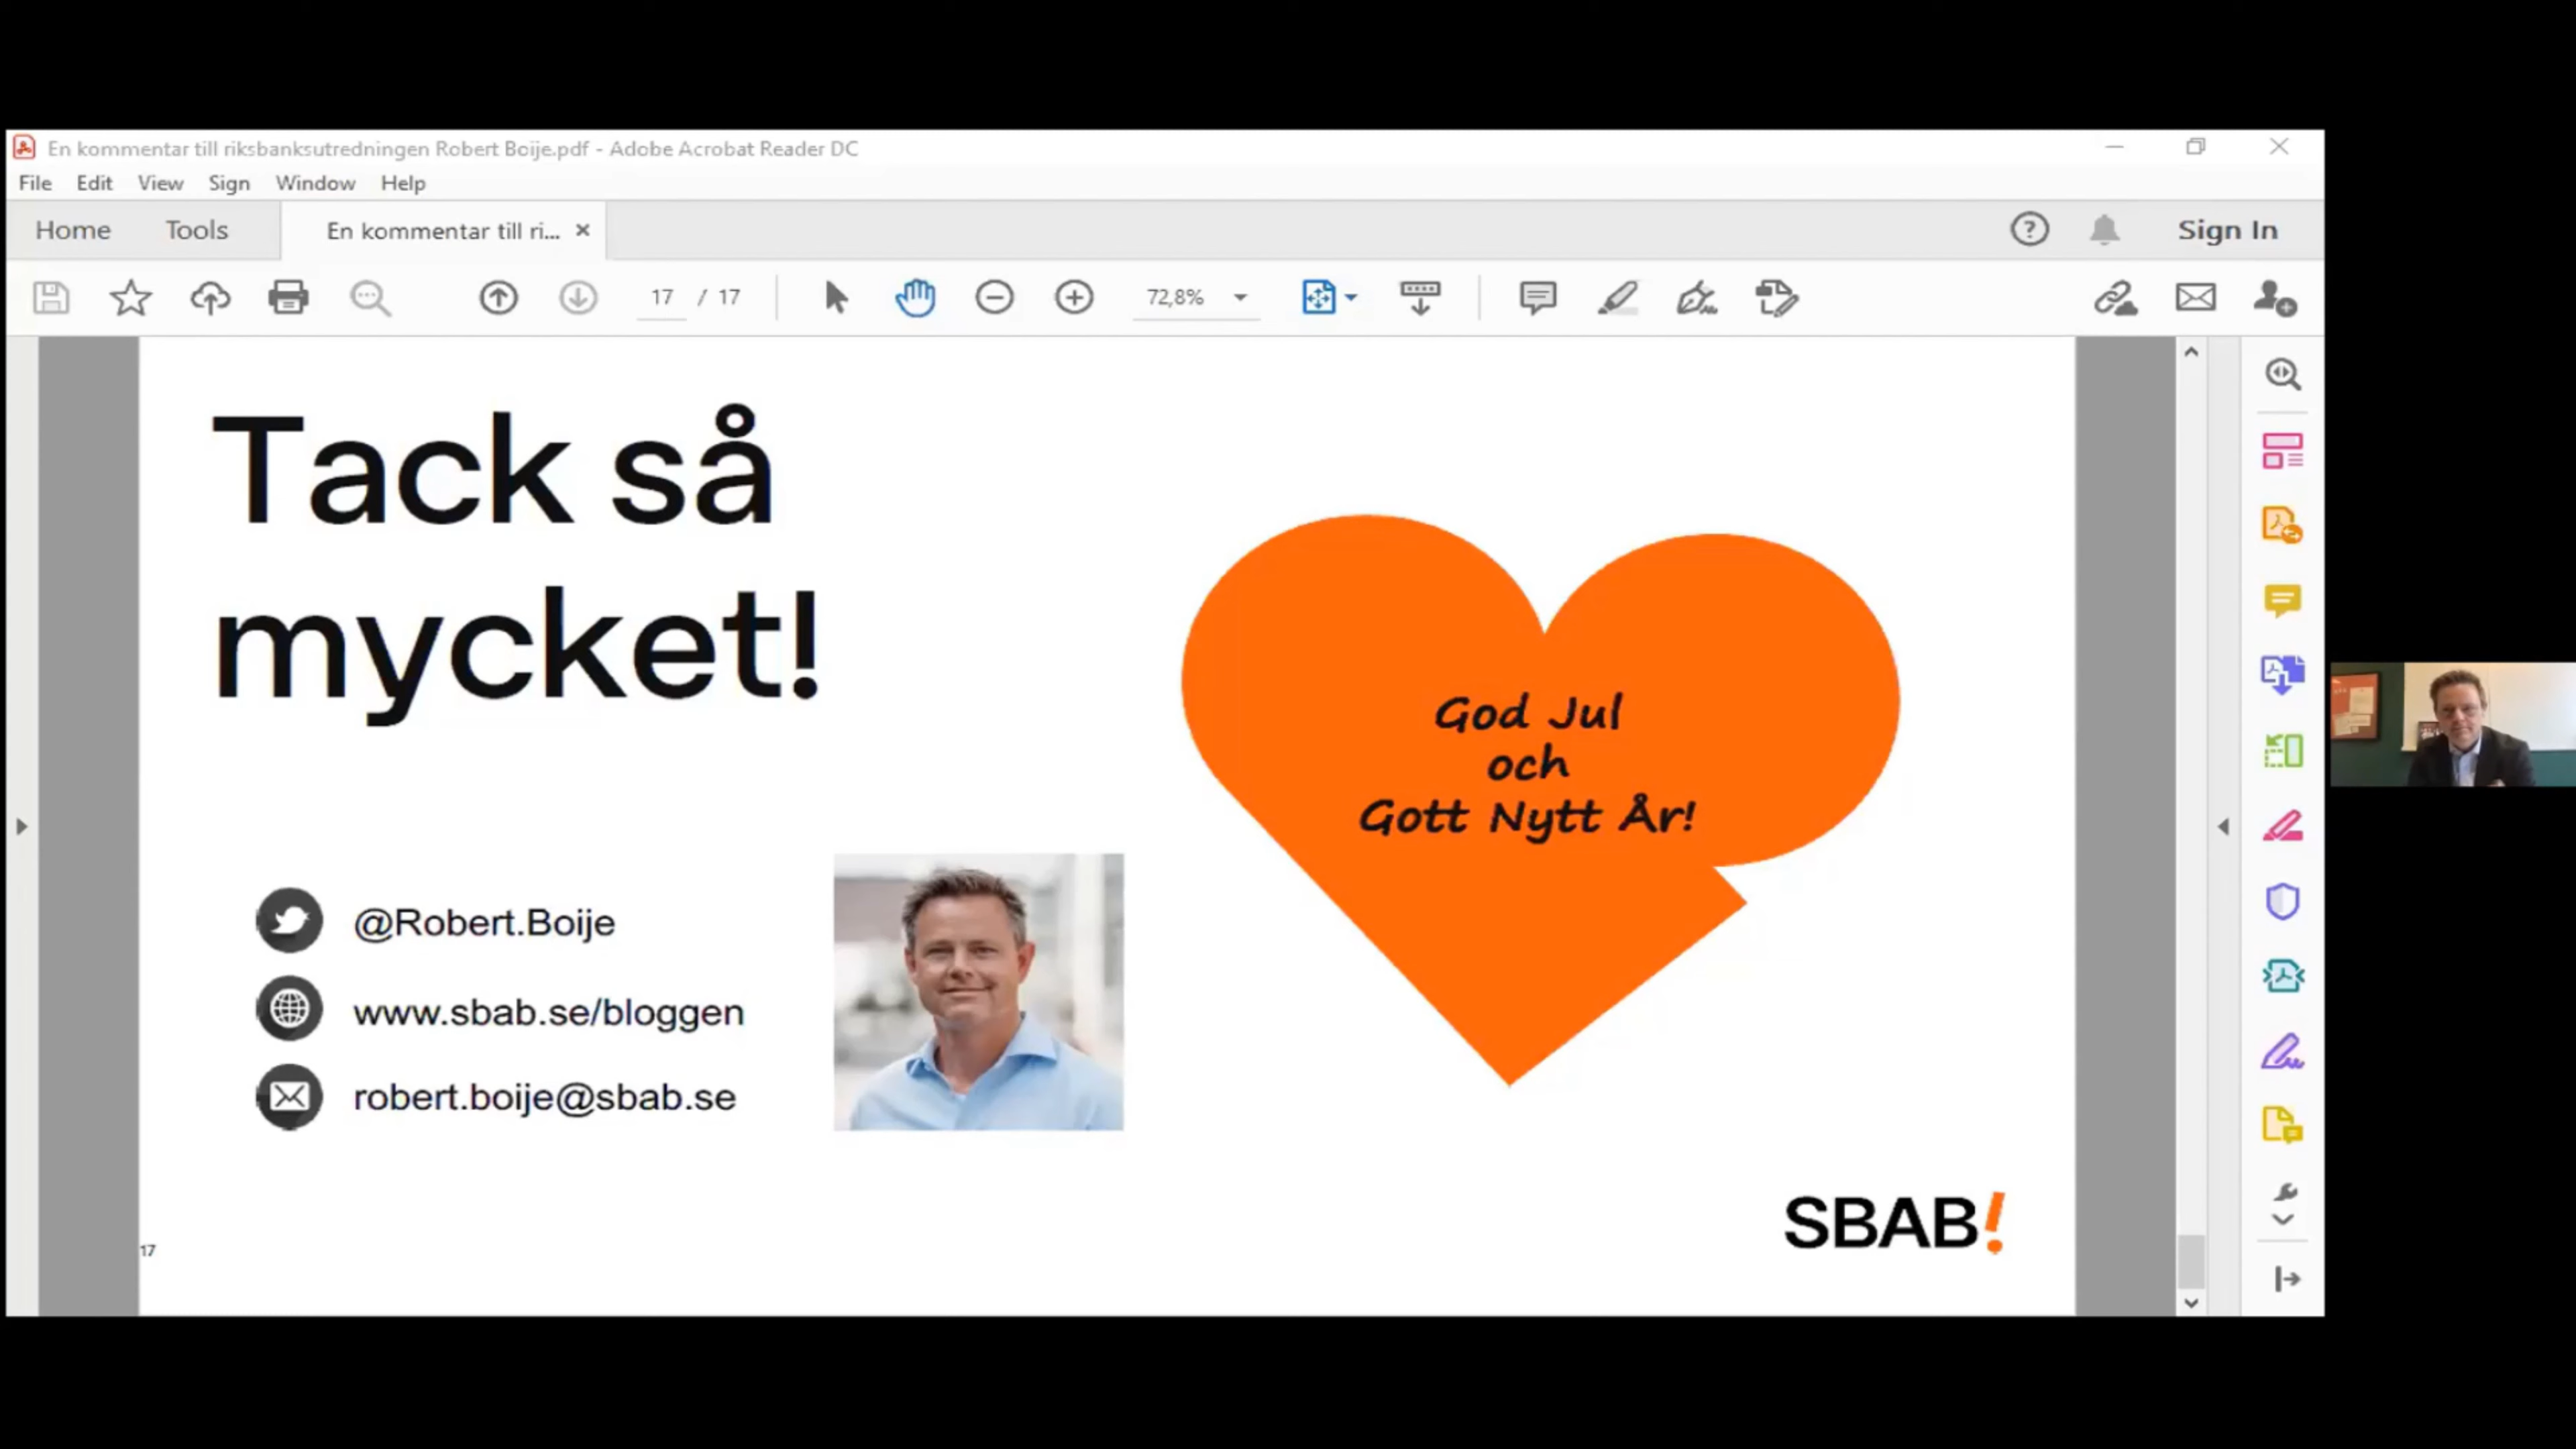 En kommentar till riksbanksutredningen Robert Boije.pdf - Adobe Acrobat Reader DC
File Edit View Sign Window Help
Home Tools En kommentar till ri... Sign In
17 / 17 72,8%
Tack så
mycket!
God Jul
och
Gott Nytt År!
@Robert.Boije
www.sbab.se/bloggen
robert.boije@sbab.se
SBAB!
17